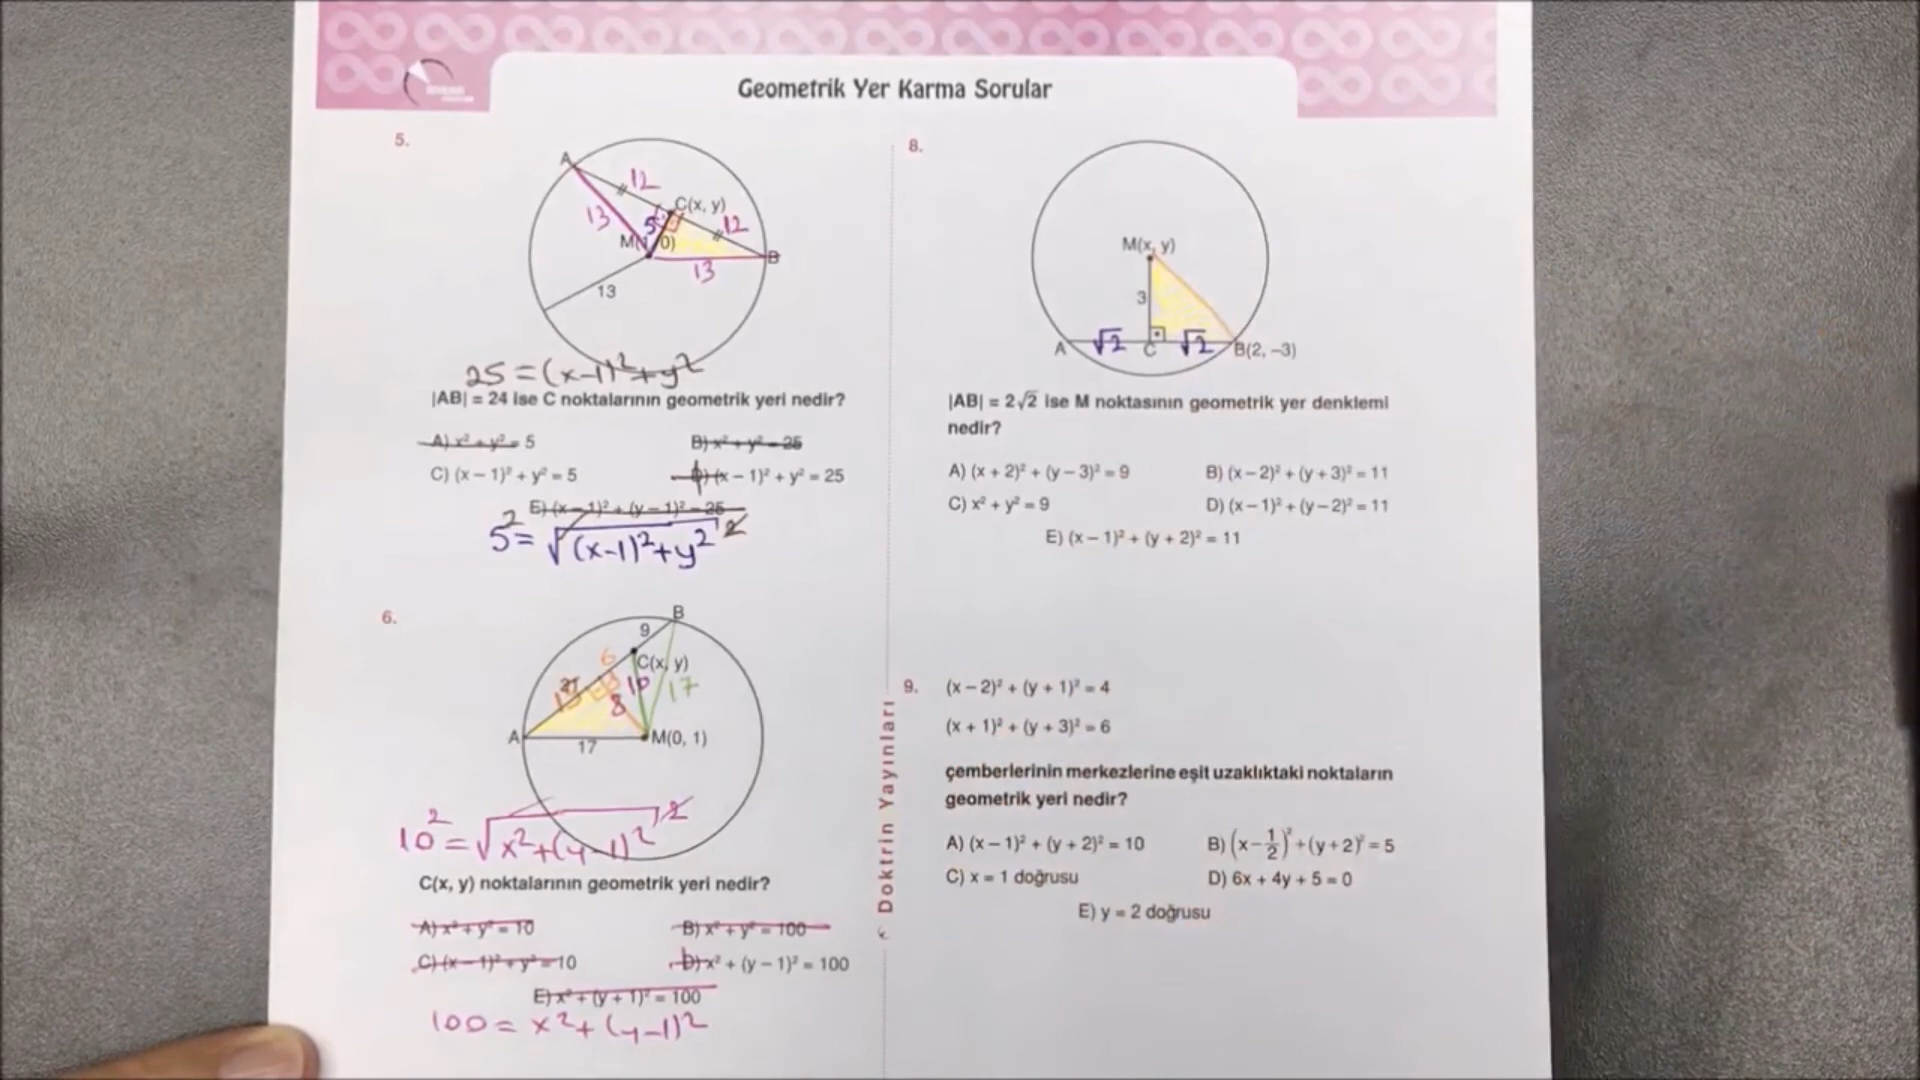 Geometrik Yer Karma Sorular
5.
A
12
C(x, y)
13
5
12
M(1, 0)
B
13
13
25 = (x-1)² + y²
|AB| = 24 ise C noktalarının geometrik yeri nedir?
A) x² + y² = 5
B) x² + y² = 25
C) (x – 1)² + y² = 5
D) (x – 1)² + y² = 25
E) (x – 1)² + (y – 1)² = 25
5² = √(x-1)²+y² ²
6.
B
9
6
C(x, y)
15
10
17
8
A
17
M(0, 1)
10² = √x²+(y-1)² ²
C(x, y) noktalarının geometrik yeri nedir?
A) x² + y² = 10
B) x² + y² = 100
C) (x – 1)² + y² = 10
D) x² + (y – 1)² = 100
E) x² + (y + 1)² = 100
100 = x² + (y-1)²
Doktrin Yayınları
8.
M(x, y)
3
A
√2
C
√2
B(2, –3)
|AB| = 2√2 ise M noktasının geometrik yer denklemi
nedir?
A) (x + 2)² + (y – 3)² = 9
B) (x – 2)² + (y + 3)² = 11
C) x² + y² = 9
D) (x – 1)² + (y – 2)² = 11
E) (x – 1)² + (y + 2)² = 11
9.
(x – 2)² + (y + 1)² = 4
(x + 1)² + (y + 3)² = 6
çemberlerinin merkezlerine eşit uzaklıktaki noktaların
geometrik yeri nedir?
A) (x – 1)² + (y + 2)² = 10
B) (x – 1/2)² + (y + 2)² = 5
C) x = 1 doğrusu
D) 6x + 4y + 5 = 0
E) y = 2 doğrusu